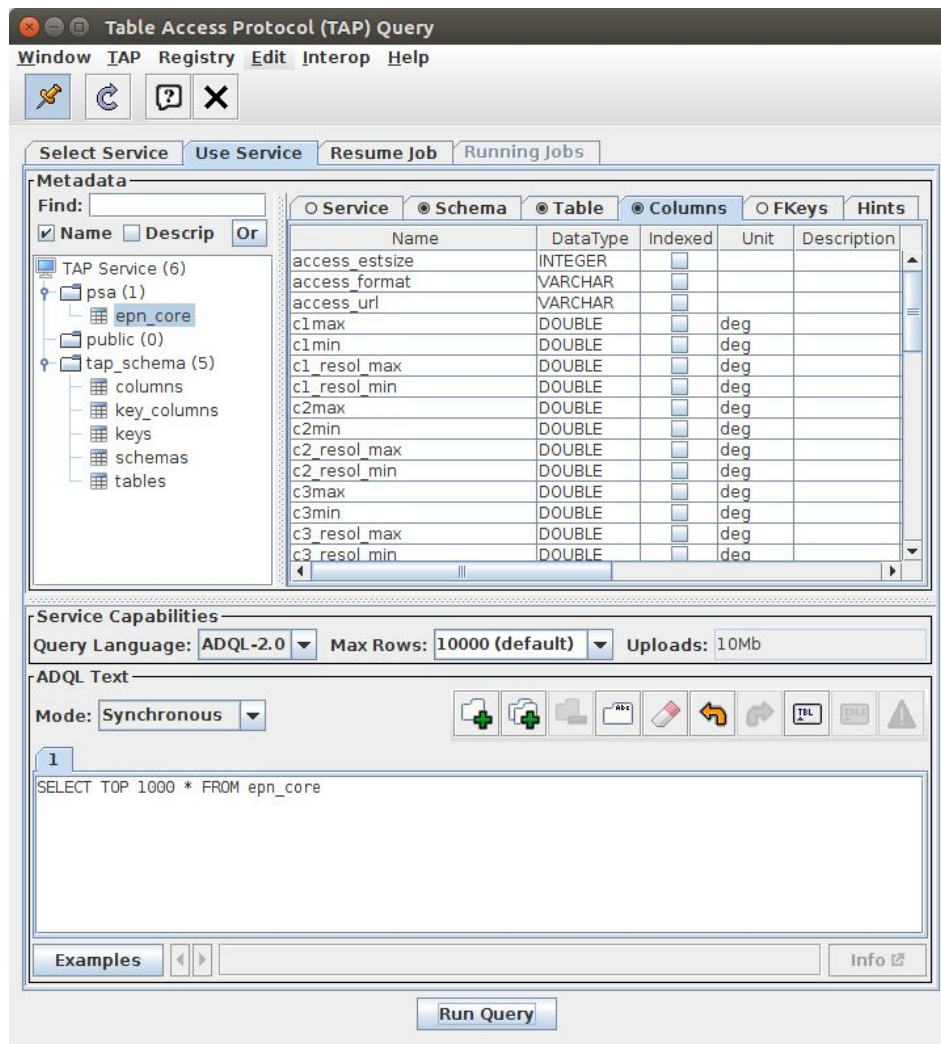 Table Access Protocol (TAP) Query
Window TAP Registry Edit Interop Help
Select Service Use Service Resume Job Running Jobs
Metadata
Find:
Name Descrip Or
TAP Service (6)
psa (1)
epn_core
public (0)
tap_schema (5)
columns
key_columns
keys
schemas
tables
Service Schema Table Columns FKeys Hints
Name DataType Indexed Unit Description
access_estsize INTEGER
access_format VARCHAR
access_url VARCHAR
c1max DOUBLE deg
c1min DOUBLE deg
c1_resol_max DOUBLE deg
c1_resol_min DOUBLE deg
c2max DOUBLE deg
c2min DOUBLE deg
c2_resol_max DOUBLE deg
c2_resol_min DOUBLE deg
c3max DOUBLE deg
c3min DOUBLE deg
c3_resol_max DOUBLE deg
c3_resol_min DOUBLE deg
Service Capabilities
Query Language: ADQL-2.0 Max Rows: 10000 (default) Uploads: 10Mb
ADQL Text
Mode: Synchronous
Abc TBL COLS
1
SELECT TOP 1000 * FROM epn_core
Examples Info
Run Query